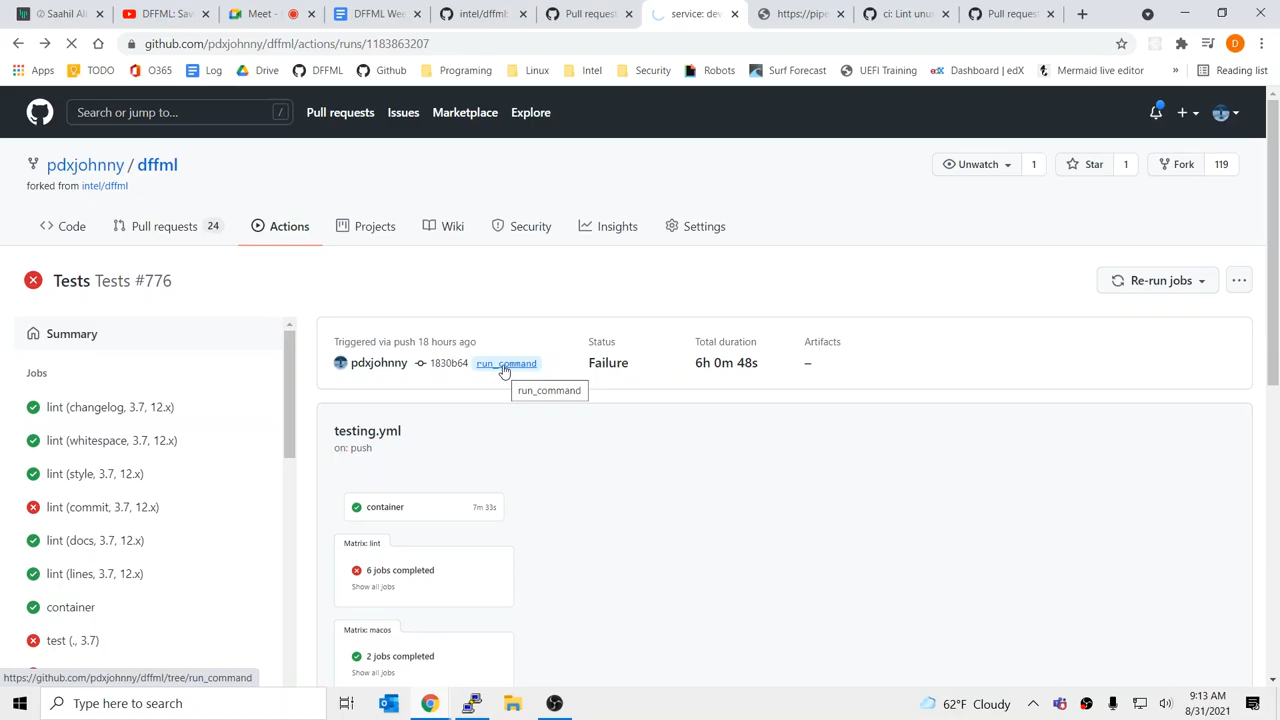 ② Saahil Ali
DFFML: Sav
Meet -
DFFML Wee
intel/dffml:
Pull request
service: dev
https://pipe
ci: Lint unu
Pull reques
github.com/pdxjohnny/dffml/actions/runs/1183863207
Apps
TODO
O365
Log
Drive
DFFML
Github
Programing
Linux
Intel
Security
Robots
Surf Forecast
UEFI Training
edX
Dashboard | edX
Mermaid live editor
»
Reading list
Search or jump to...
/
Pull requests
Issues
Marketplace
Explore
pdxjohnny / dffml
forked from intel/dffml
Unwatch
1
Star
1
Fork
119
Code
Pull requests 24
Actions
Projects
Wiki
Security
Insights
Settings
Tests Tests #776
Re-run jobs
Summary
Jobs
lint (changelog, 3.7, 12.x)
lint (whitespace, 3.7, 12.x)
lint (style, 3.7, 12.x)
lint (commit, 3.7, 12.x)
lint (docs, 3.7, 12.x)
lint (lines, 3.7, 12.x)
container
test (., 3.7)
Triggered via push 18 hours ago
pdxjohnny
1830b64
run_command
Status
Failure
Total duration
6h 0m 48s
Artifacts
–
run_command
testing.yml
on: push
container
7m 33s
Matrix: lint
6 jobs completed
Show all jobs
Matrix: macos
2 jobs completed
Show all jobs
https://github.com/pdxjohnny/dffml/tree/run_command
Type here to search
62°F Cloudy
9:13 AM
8/31/2021